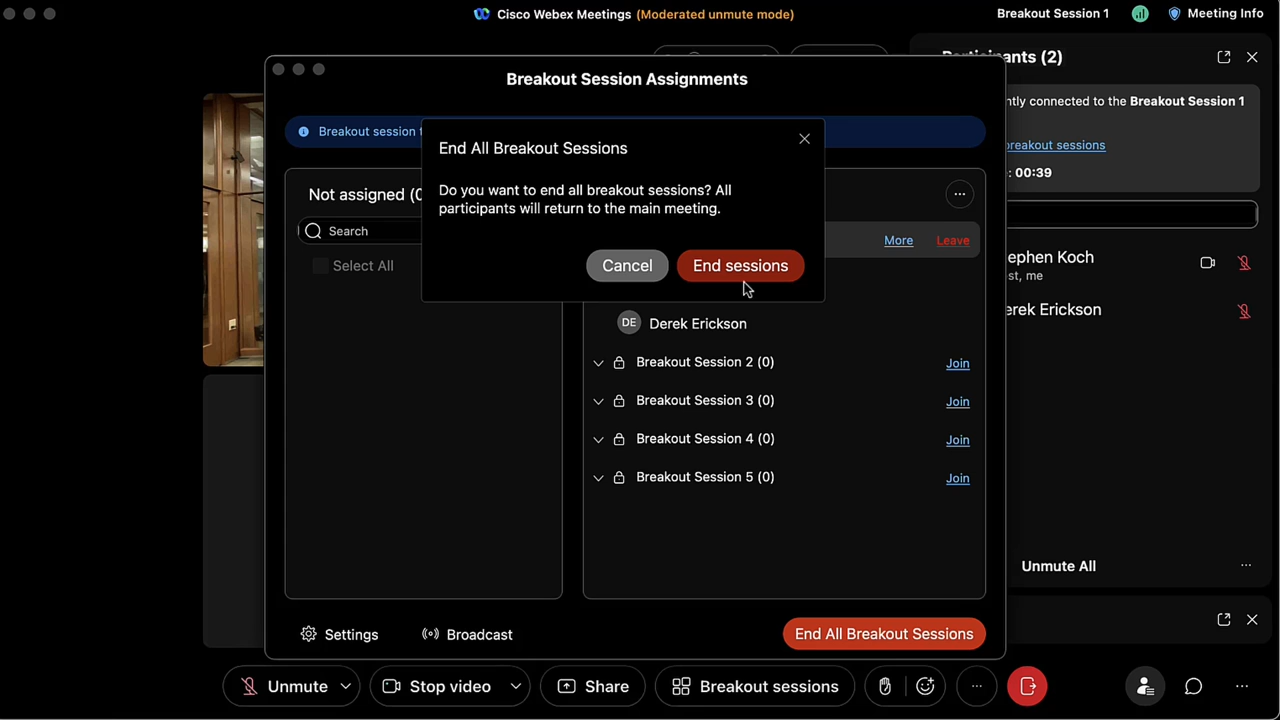 Cisco Webex Meetings (Moderated unmute mode)
Breakout Session 1
Meeting Info
Breakout Session Assignments
Breakout session
End All Breakout Sessions
Do you want to end all breakout sessions? All
participants will return to the main meeting.
Cancel
End sessions
Not assigned
Search
Select All
More
Leave
DE
Derek Erickson
Breakout Session 2 (0)
Join
Breakout Session 3 (0)
Join
Breakout Session 4 (0)
Join
Breakout Session 5 (0)
Join
Settings
Broadcast
End All Breakout Sessions
Participants (2)
connected to the Breakout Session 1
breakout sessions
: 00:39
ephen Koch
st, me
erek Erickson
Unmute All
Unmute
Stop video
Share
Breakout sessions